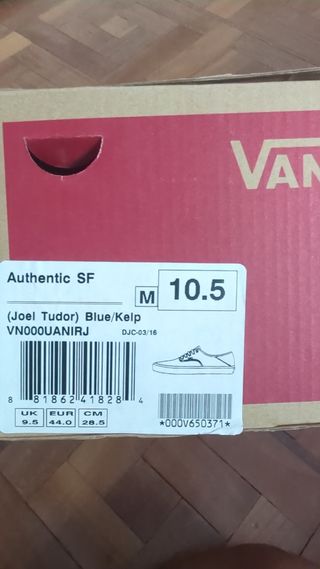 VAN
Authentic SF
M 10.5
(Joel Tudor) Blue/Kelp
VN000UANIRJ DJC-03/16
8 81862 41828 4
UK EUR CM
9.5 44.0 28.5
*000V650371*